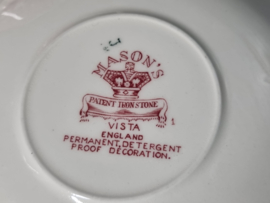 MASON'S
PATENT IRONSTONE
VISTA
ENGLAND
PERMANENT, DETERGENT
PROOF DECORATION.